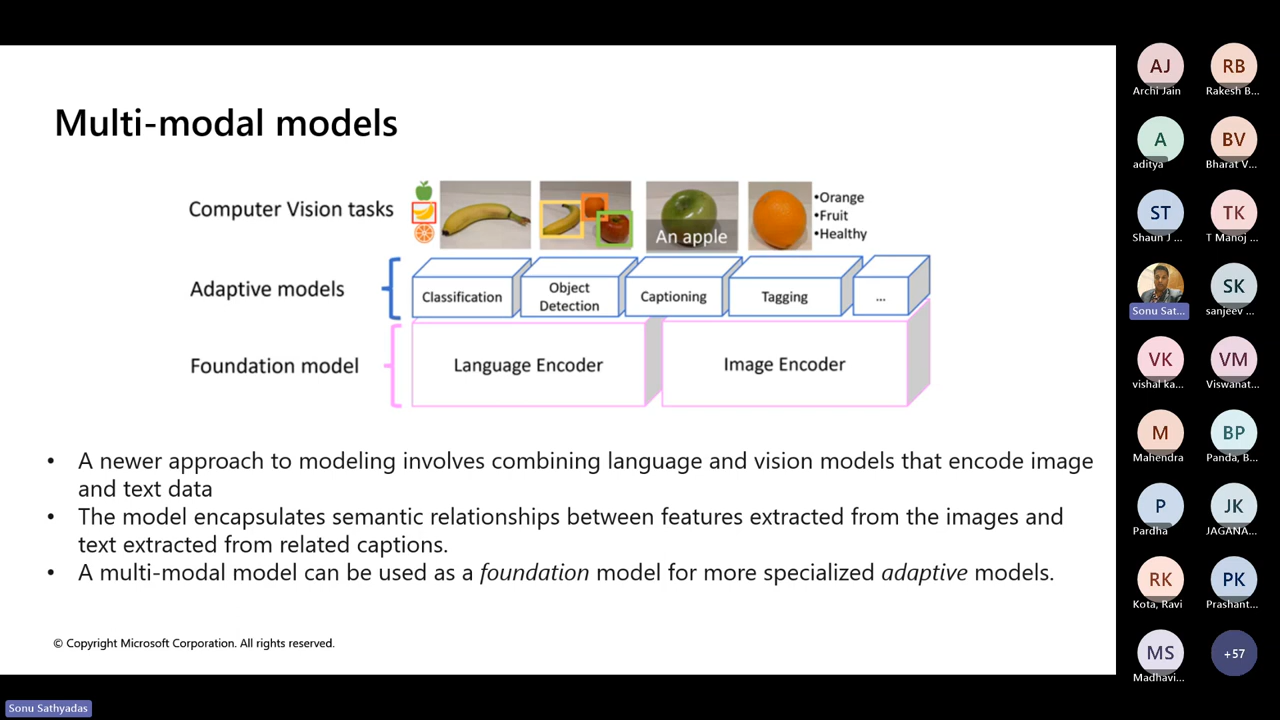 Multi-modal models
Computer Vision tasks
An apple
•Orange
•Fruit
•Healthy
Adaptive models
Classification
Object
Detection
Captioning
Tagging
...
Foundation model
Language Encoder
Image Encoder
• A newer approach to modeling involves combining language and vision models that encode image
and text data
• The model encapsulates semantic relationships between features extracted from the images and
text extracted from related captions.
• A multi-modal model can be used as a foundation model for more specialized adaptive models.
© Copyright Microsoft Corporation. All rights reserved.
AJ
Archi Jain
RB
Rakesh B...
A
aditya
BV
Bharat V...
ST
Shaun J ...
TK
T Manoj ...
Sonu Sat...
SK
sanjeev ...
VK
vishal ka...
VM
Viswanat...
M
Mahendra
BP
Panda, B...
P
Pardha
JK
JAGANA...
RK
Kota, Ravi
PK
Prashant...
MS
Madhavi...
+57
Sonu Sathyadas